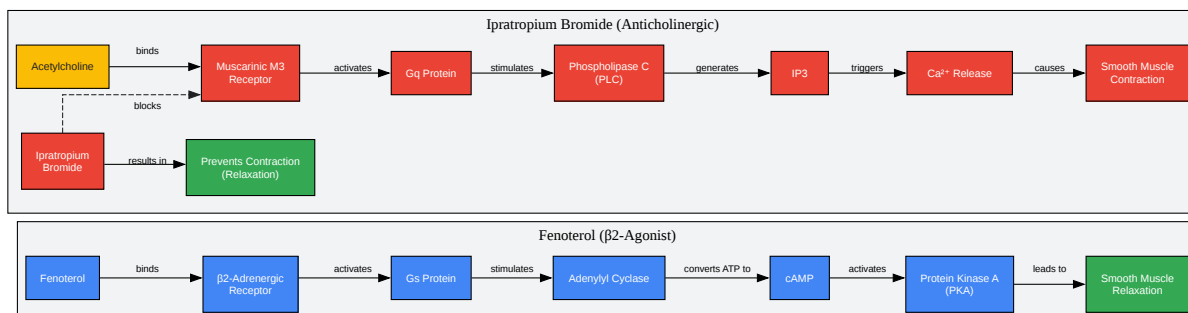 Ipratropium Bromide (Anticholinergic)
Acetylcholine
binds
Muscarinic M3
Receptor
activates
Gq Protein
stimulates
Phospholipase C
(PLC)
generates
IP3
triggers
Ca²⁺ Release
causes
Smooth Muscle
Contraction
blocks
Ipratropium
Bromide
results in
Prevents Contraction
(Relaxation)
Fenoterol (β2-Agonist)
Fenoterol
binds
β2-Adrenergic
Receptor
activates
Gs Protein
stimulates
Adenylyl Cyclase
converts ATP to
cAMP
activates
Protein Kinase A
(PKA)
leads to
Smooth Muscle
Relaxation